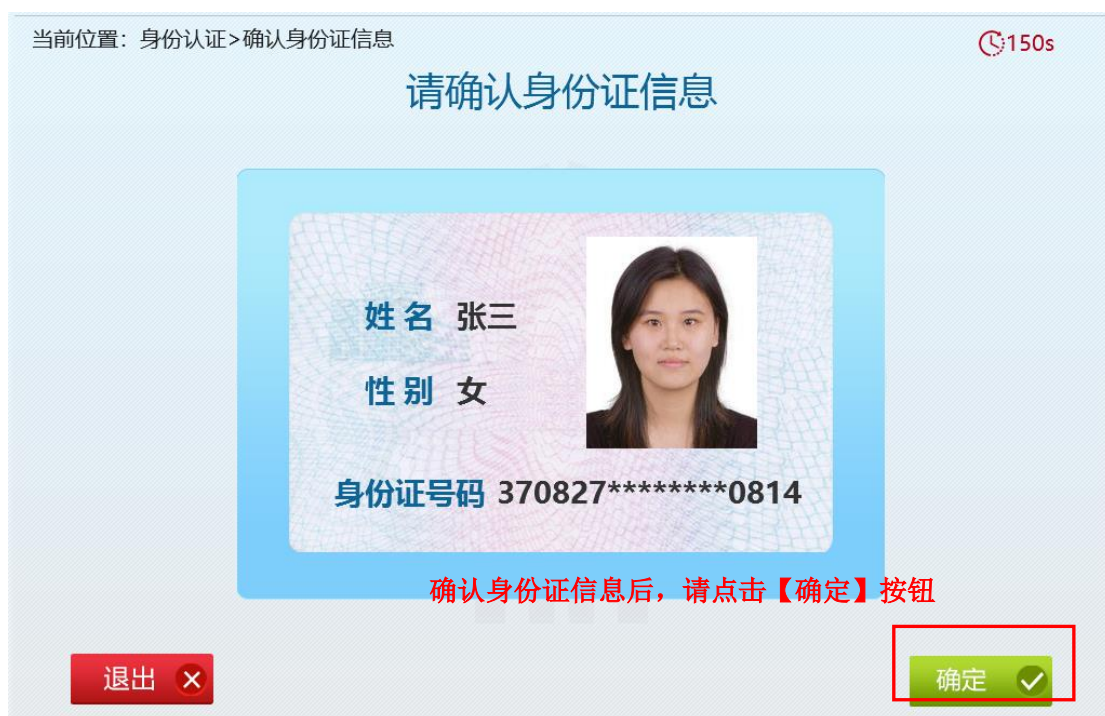 当前位置：身份认证>确认身份证信息
150s
请确认身份证信息
姓名 张三
性别 女
身份证号码 370827********0814
确认身份证信息后，请点击【确定】按钮
退出
确定